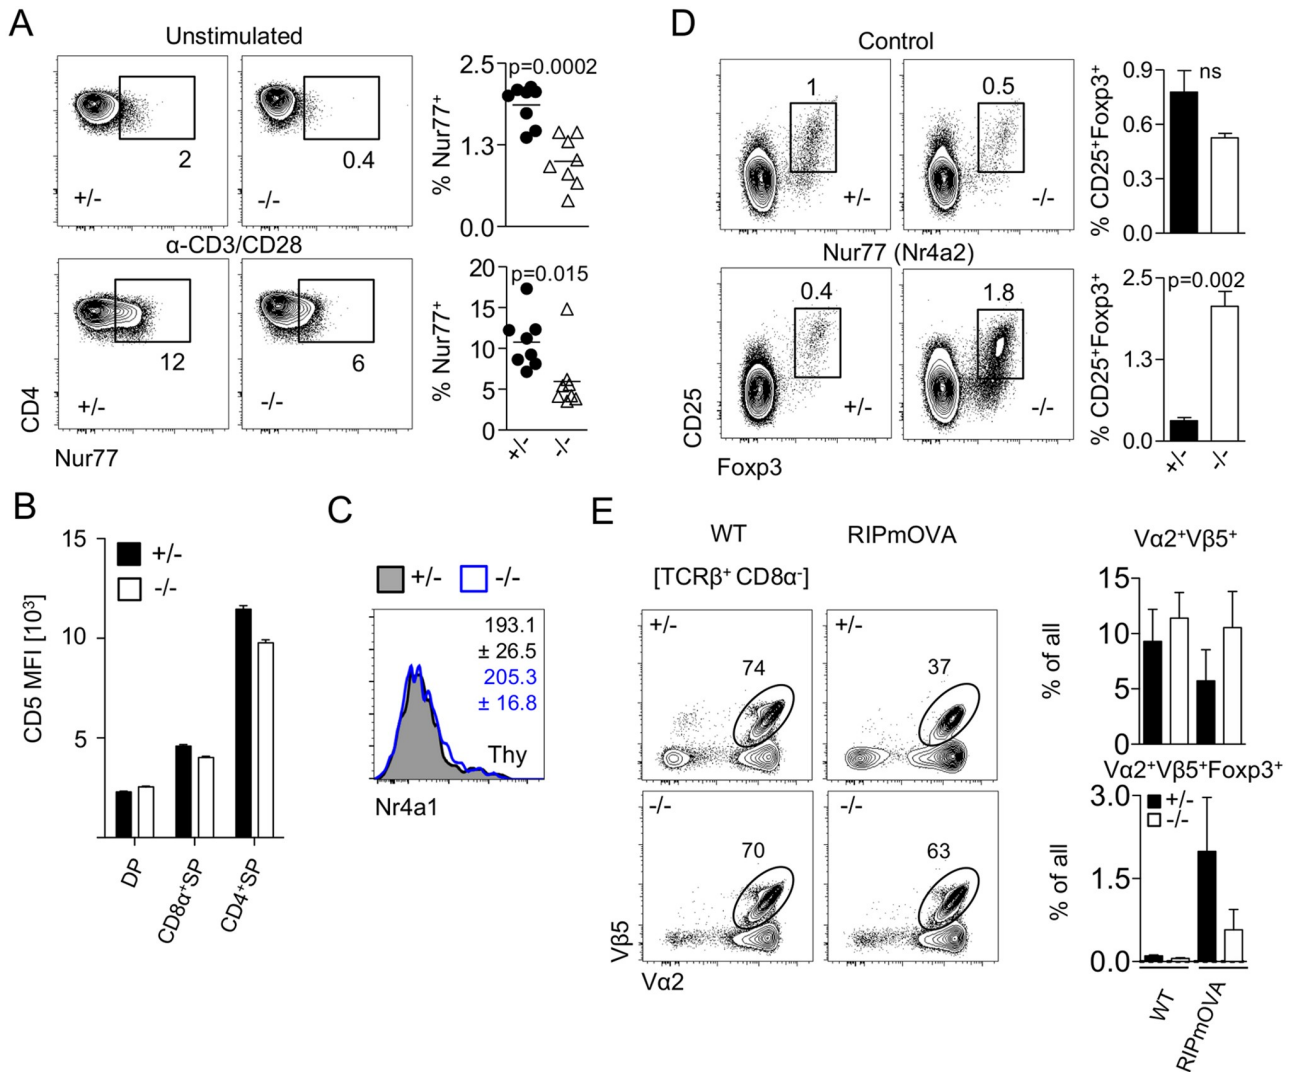 A
Unstimulated
2
+/-
0.4
-/-
α-CD3/CD28
12
+/-
6
-/-
CD4
Nur77
2.5
p=0.0002
1.3
0.0
% Nur77⁺
20
p=0.015
15
10
5
0
% Nur77⁺
+/-
-/-
D
Control
1
+/-
0.5
-/-
Nur77 (Nr4a2)
0.4
+/-
1.8
-/-
CD25
Foxp3
0.9
ns
0.6
0.3
0.0
% CD25⁺Foxp3⁺
2.5
p=0.002
1.3
0.0
% CD25⁺Foxp3⁺
+/-
-/-
B
15
10
5
CD5 MFI [10³]
+/-
-/-
DP
CD8α⁺SP
CD4⁺SP
C
+/-
-/-
193.1
± 26.5
205.3
± 16.8
Thy
Nr4a1
E
WT
RIPmOVA
[TCRβ⁺ CD8α⁻]
+/-
74
+/-
37
-/-
70
-/-
63
Vβ5
Vα2
Vα2⁺Vβ5⁺
15
10
5
0
% of all
Vα2⁺Vβ5⁺Foxp3⁺
3.0
1.5
0.0
% of all
+/-
-/-
WT
RIPmOVA